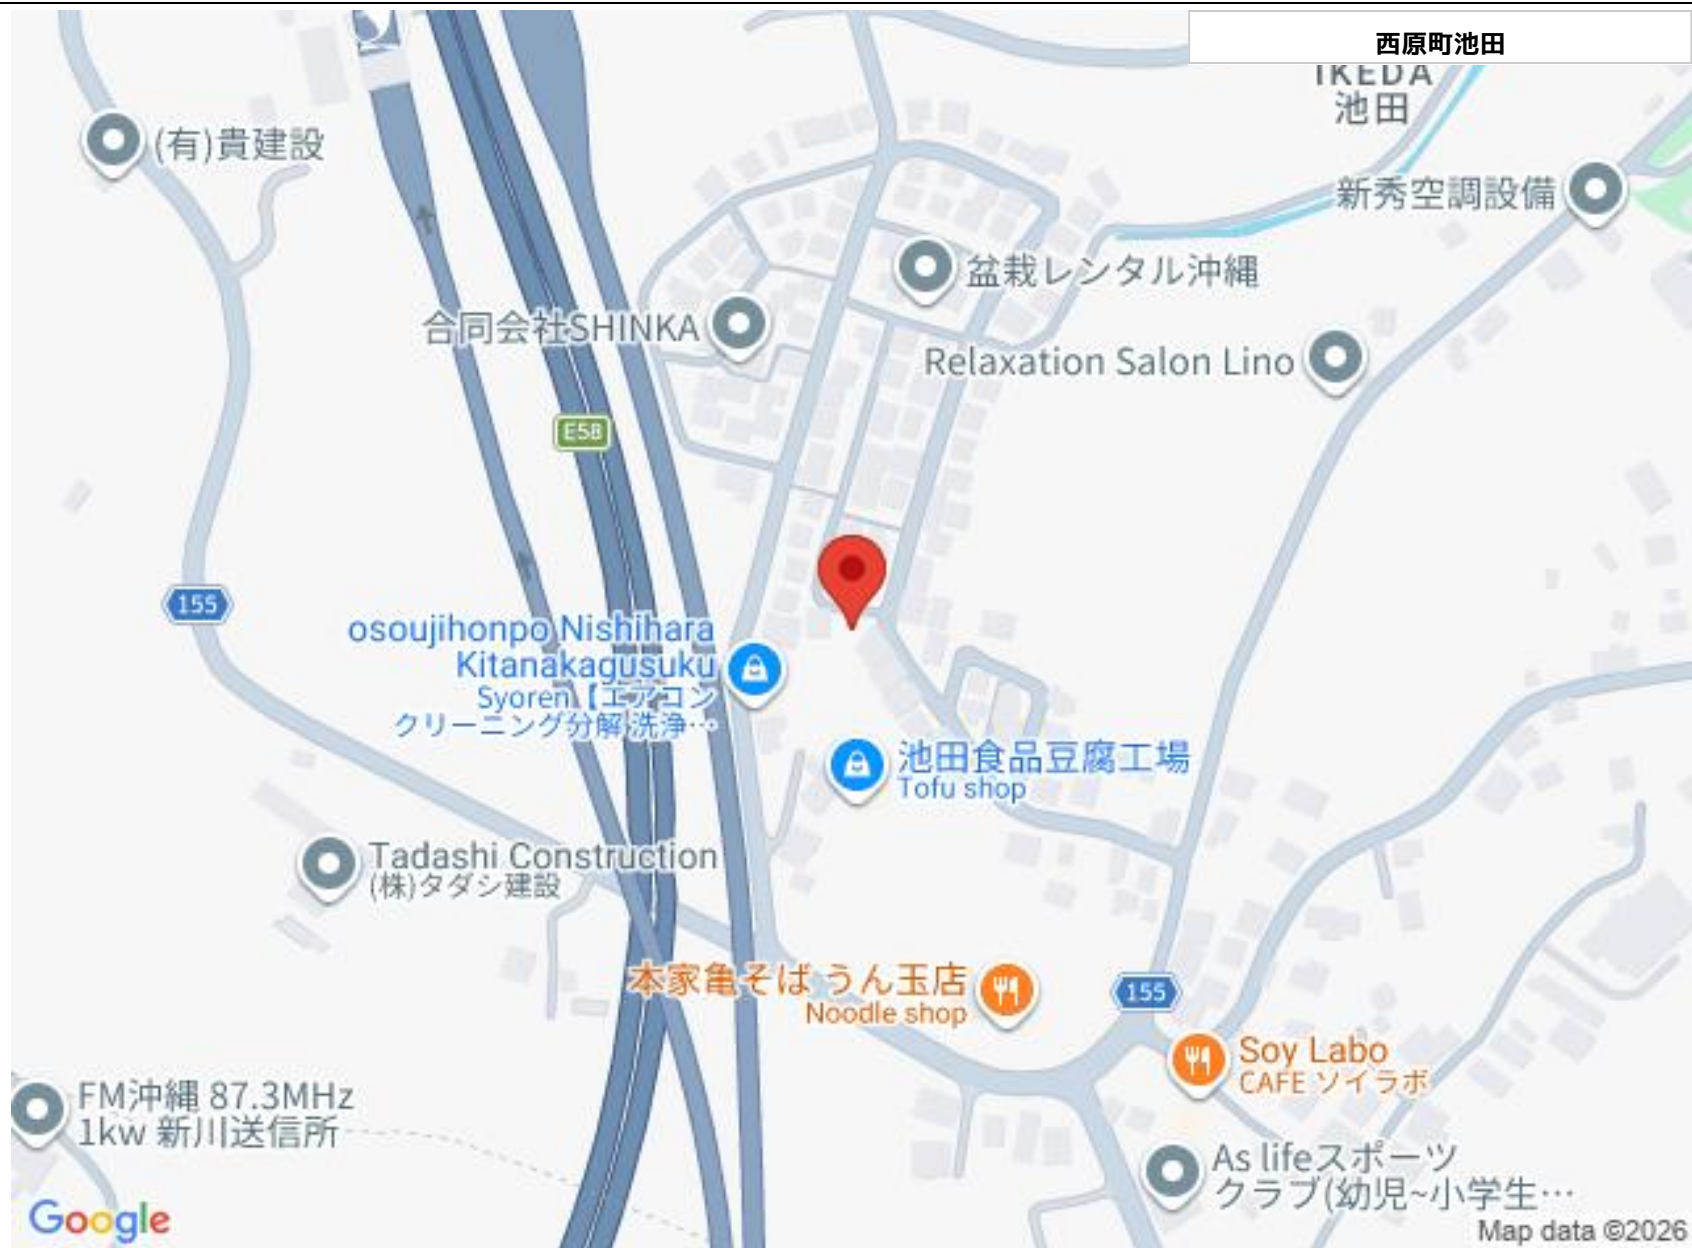 西原町池田
IKEDA
池田
(有)貴建設
新秀空調設備
盆栽レンタル沖縄
合同会社SHINKA
Relaxation Salon Lino
E58
155
osoujihonpo Nishihara
Kitanakagusuku
Syoren【エアコン
クリーニング分解 洗浄…
池田食品豆腐工場
Tofu shop
Tadashi Construction
(株)タダシ建設
本家亀そば うん玉店
Noodle shop
155
Soy Labo
CAFE ソイラボ
FM沖縄 87.3MHz
1kw 新川送信所
As lifeスポーツ
クラブ(幼児~小学生…
Google
Map data ©2026